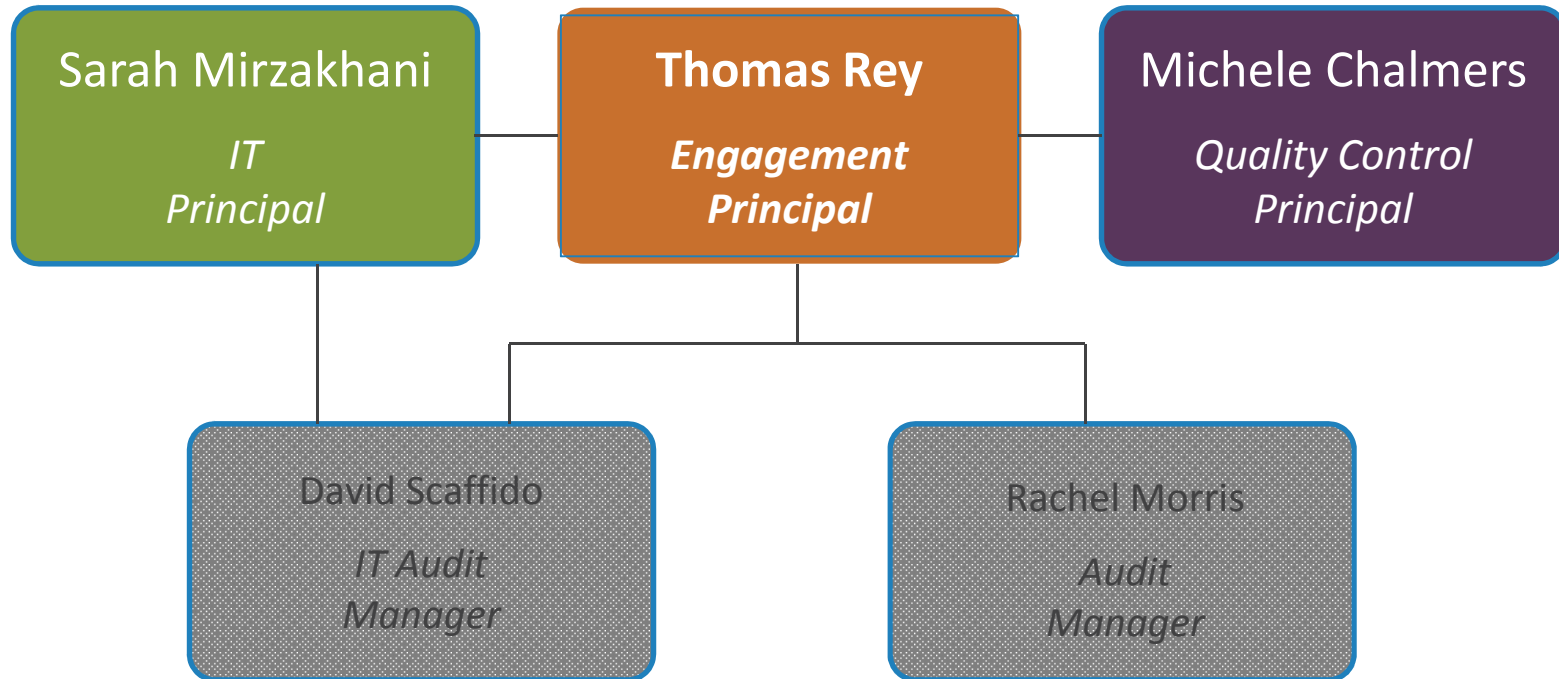 Sarah Mirzakhani
IT
Principal
Thomas Rey
Engagement
Principal
Michele Chalmers
Quality Control
Principal
David Scaffido
IT Audit
Manager
Rachel Morris
Audit
Manager